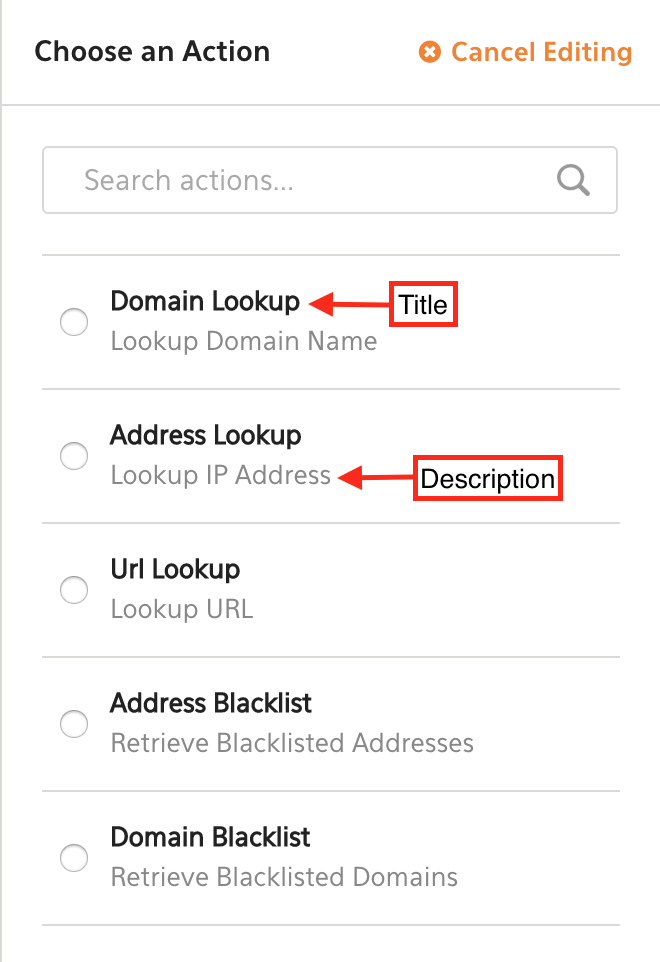 Choose an Action
Cancel Editing
Search actions...
Domain Lookup
Title
Lookup Domain Name
Address Lookup
Lookup IP Address
Description
Url Lookup
Lookup URL
Address Blacklist
Retrieve Blacklisted Addresses
Domain Blacklist
Retrieve Blacklisted Domains